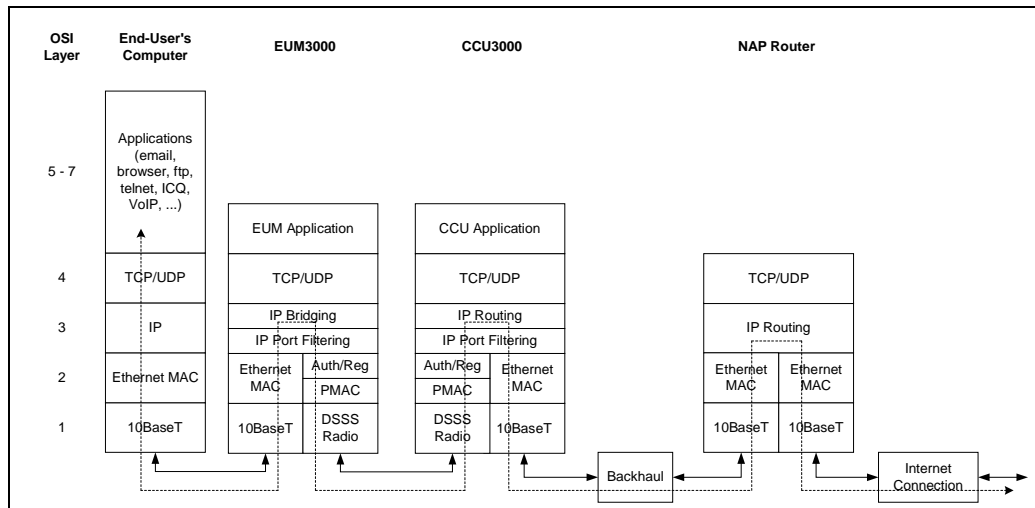 OSI
Layer
End-User's
Computer
EUM3000
CCU3000
NAP Router
5 - 7
Applications
(email,
browser, ftp,
telnet, ICQ,
VoIP, ...)
EUM Application
CCU Application
4
TCP/UDP
TCP/UDP
TCP/UDP
TCP/UDP
3
IP
IP Bridging
IP Port Filtering
IP Routing
IP Port Filtering
IP Routing
2
Ethernet MAC
Ethernet
MAC
Auth/Reg
PMAC
Auth/Reg
PMAC
Ethernet
MAC
Ethernet
MAC
Ethernet
MAC
1
10BaseT
10BaseT
DSSS
Radio
DSSS
Radio
10BaseT
10BaseT
10BaseT
Backhaul
Internet
Connection